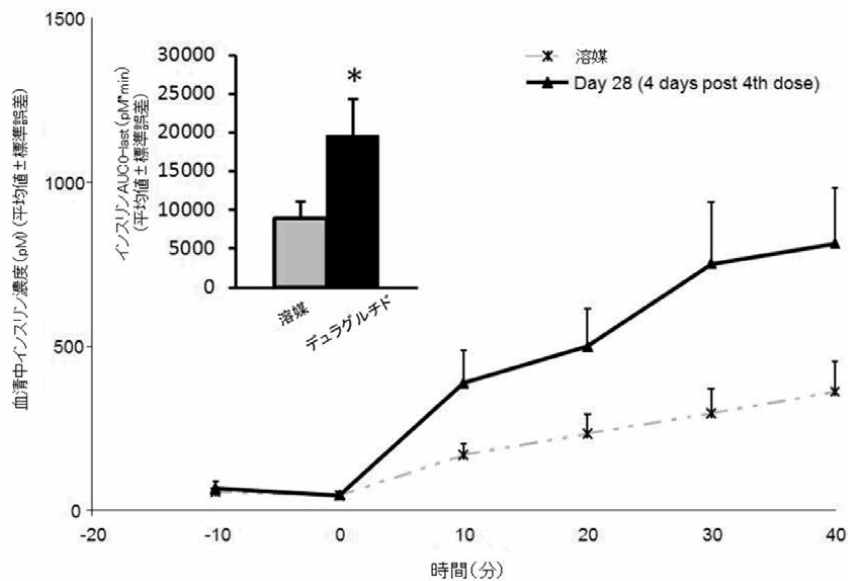 1500
1000
500
0
-20
-10
0
10
20
30
40
時間(分)
血清中インスリン濃度(pM)(平均値±標準誤差)
30000
25000
20000
15000
10000
5000
0
インスリンAUC0-last(pM*min)
(平均値±標準誤差)
*
溶媒
デュラグルチド
溶媒
Day 28 (4 days post 4th dose)